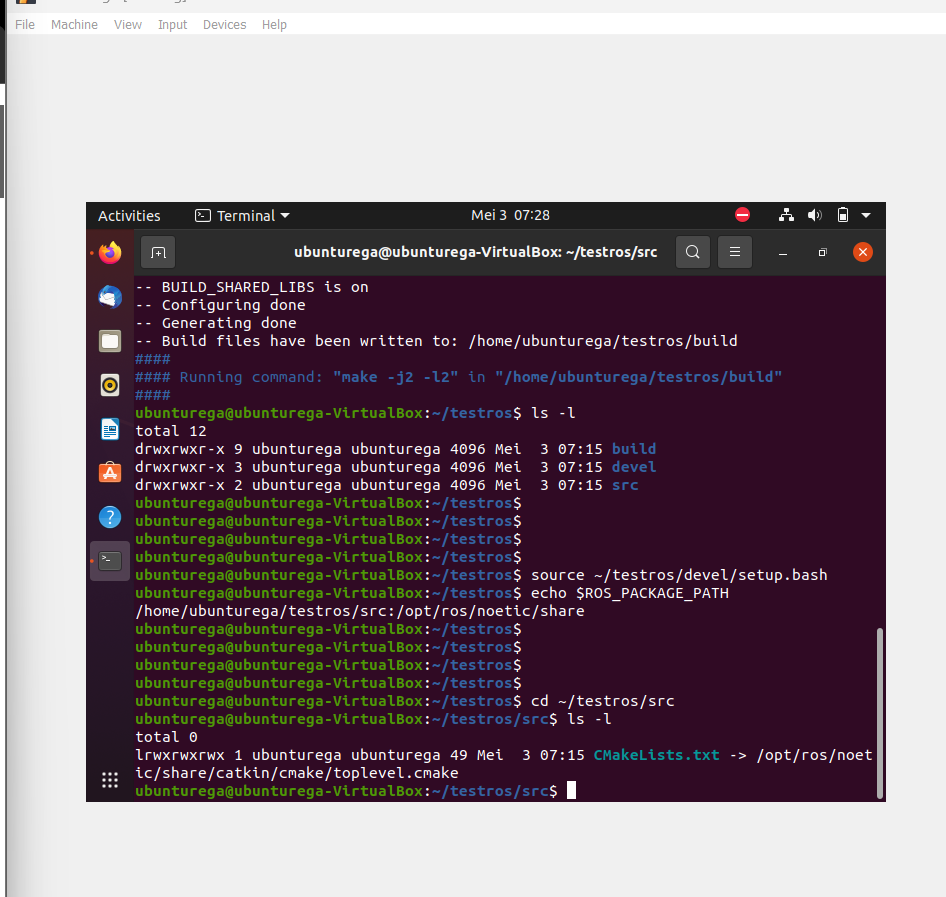 File Machine View Input Devices Help
Activities Terminal Mei 3 07:28
ubunturega@ubunturega-VirtualBox: ~/testros/src
-- BUILD_SHARED_LIBS is on
-- Configuring done
-- Generating done
-- Build files have been written to: /home/ubunturega/testros/build
####
#### Running command: "make -j2 -l2" in "/home/ubunturega/testros/build"
####
ubunturega@ubunturega-VirtualBox:~/testros$ ls -l
total 12
drwxrwxr-x 9 ubunturega ubunturega 4096 Mei  3 07:15 build
drwxrwxr-x 3 ubunturega ubunturega 4096 Mei  3 07:15 devel
drwxrwxr-x 2 ubunturega ubunturega 4096 Mei  3 07:15 src
ubunturega@ubunturega-VirtualBox:~/testros$
ubunturega@ubunturega-VirtualBox:~/testros$
ubunturega@ubunturega-VirtualBox:~/testros$
ubunturega@ubunturega-VirtualBox:~/testros$
ubunturega@ubunturega-VirtualBox:~/testros$ source ~/testros/devel/setup.bash
ubunturega@ubunturega-VirtualBox:~/testros$ echo $ROS_PACKAGE_PATH
/home/ubunturega/testros/src:/opt/ros/noetic/share
ubunturega@ubunturega-VirtualBox:~/testros$
ubunturega@ubunturega-VirtualBox:~/testros$
ubunturega@ubunturega-VirtualBox:~/testros$
ubunturega@ubunturega-VirtualBox:~/testros$
ubunturega@ubunturega-VirtualBox:~/testros$ cd ~/testros/src
ubunturega@ubunturega-VirtualBox:~/testros/src$ ls -l
total 0
lrwxrwxrwx 1 ubunturega ubunturega 49 Mei  3 07:15 CMakeLists.txt -> /opt/ros/noet
ic/share/catkin/cmake/toplevel.cmake
ubunturega@ubunturega-VirtualBox:~/testros/src$